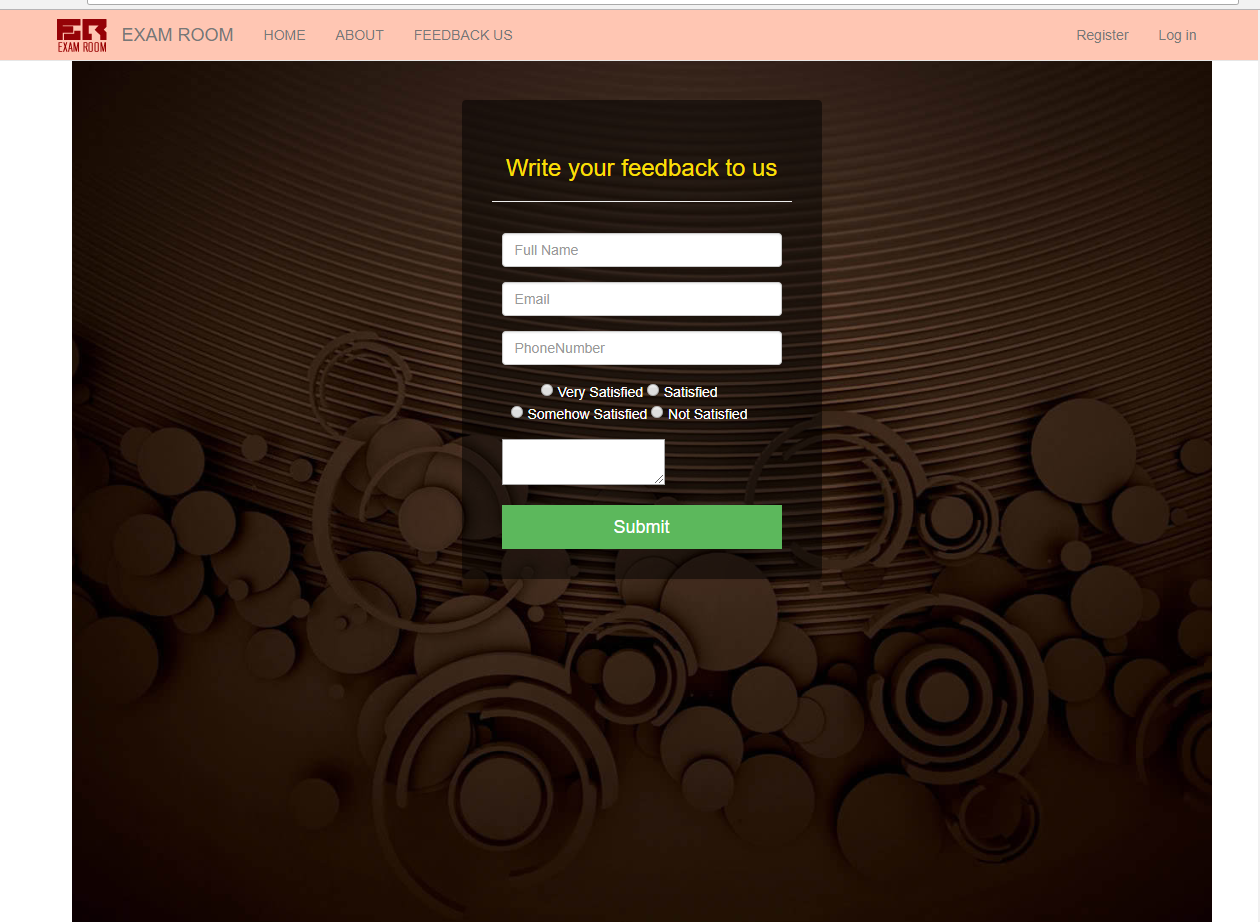 ER
EXAM ROOM
EXAM ROOM HOME ABOUT FEEDBACK US Register Log in
Write your feedback to us
Full Name
Email
PhoneNumber
Very Satisfied Satisfied
Somehow Satisfied Not Satisfied
Submit